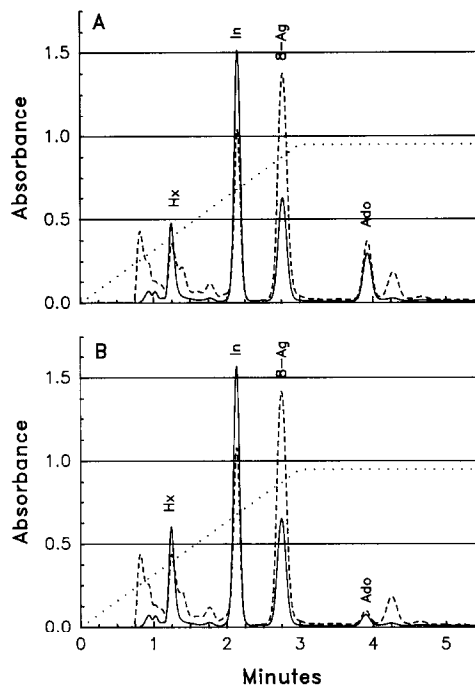 A
In
8-Ag
Hx
Ado
Absorbance
1.5
1.0
0.5
0.0
B
In
8-Ag
Hx
Ado
Absorbance
1.5
1.0
0.5
0.0
0 1 2 3 4 5
Minutes